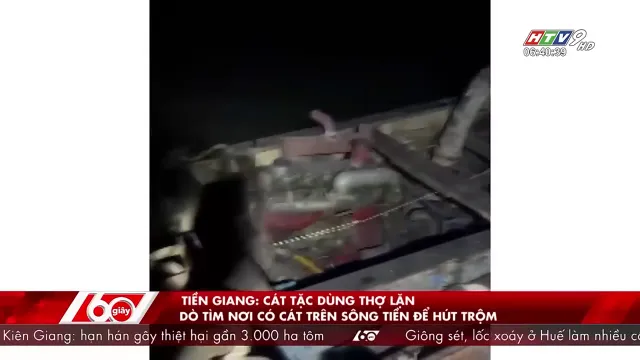 HTV9 HD
06:40:39
TIỀN GIANG: CÁT TẶC DÙNG THỢ LẶN
DÒ TÌM NƠI CÓ CÁT TRÊN SÔNG TIỀN ĐỂ HÚT TRỘM
60 giây
Kiên Giang: hạn hán gây thiệt hại gần 3.000 ha tôm 60 Giông sét, lốc xoáy ở Huế làm nhiều c